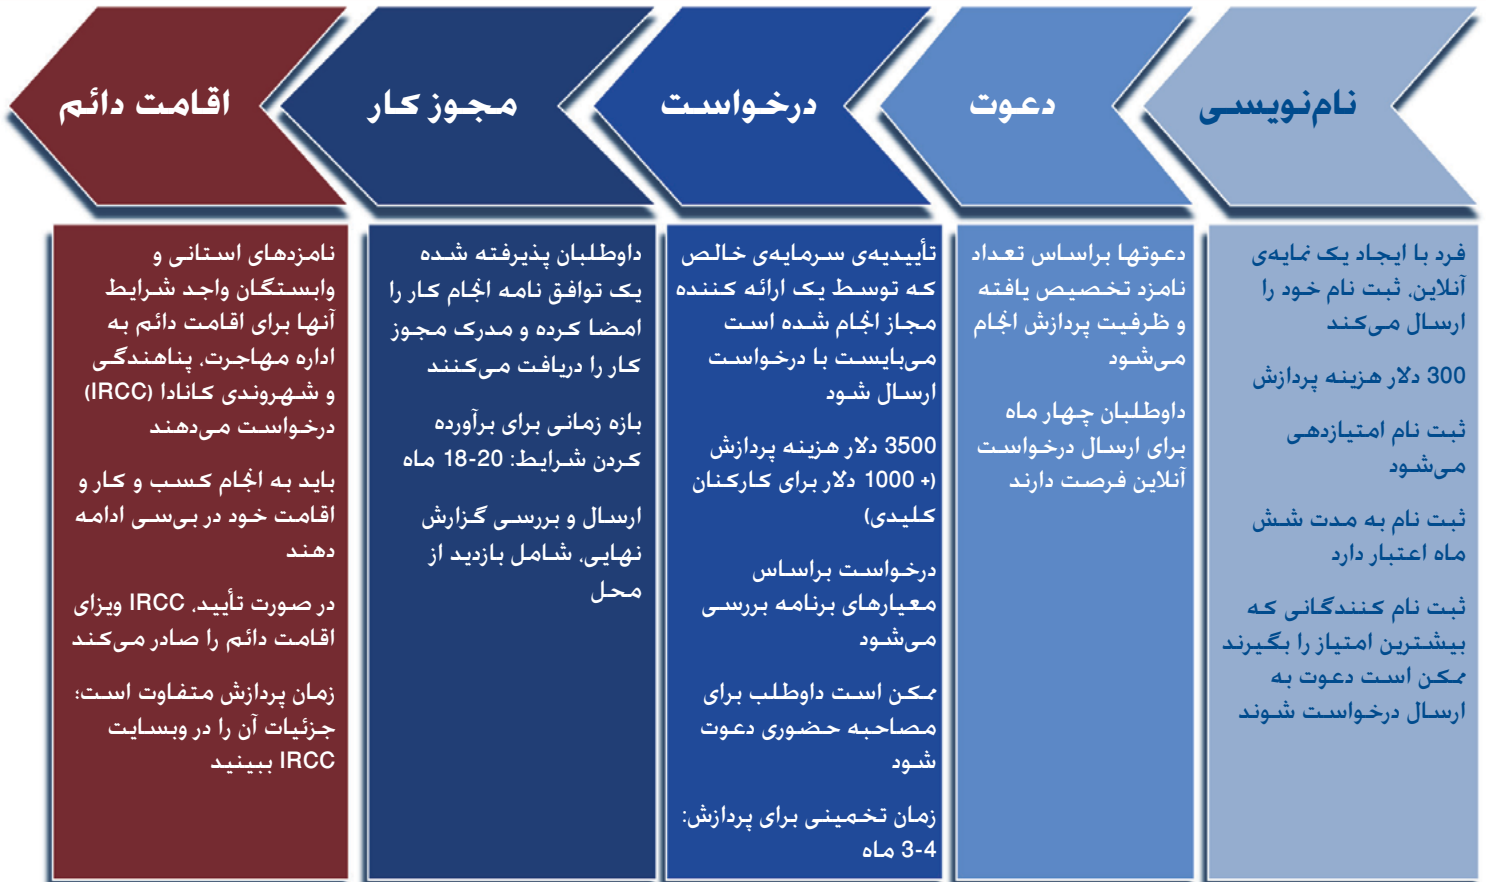 نام‌نویسی
دعوت
درخواست
مجوز کار
اقامت دائم
فرد با ایجاد یک نمایه‌ی
آنلاین، ثبت نام خود را
ارسال می‌کند
300 دلار هزینه پردازش
ثبت نام امتیازدهی
می‌شود
ثبت نام به مدت شش
ماه اعتبار دارد
ثبت نام کنندگانی که
بیشترین امتیاز را بگیرند
ممکن است دعوت به
ارسال درخواست شوند
دعوتها براساس تعداد
نامزد تخصیص یافته
و ظرفیت پردازش انجام
می‌شود
داوطلبان چهار ماه
برای ارسال درخواست
آنلاین فرصت دارند
تأییدیه‌ی سرمایه‌ی خالص
که توسط یک ارائه کننده
مجاز انجام شده است
می‌بایست با درخواست
ارسال شود
3500 دلار هزینه پردازش
(+ 1000 دلار برای کارکنان
کلیدی)
درخواست براساس
معیارهای برنامه بررسی
می‌شود
ممکن است داوطلب برای
مصاحبه حضوری دعوت
شود
زمان تخمینی برای پردازش:
3-4 ماه
داوطلبان پذیرفته شده
یک توافق نامه انجام کار را
امضا کرده و مدرک مجوز
کار را دریافت می‌کنند
بازه زمانی برای برآورده
کردن شرایط: 20-18 ماه
ارسال و بررسی گزارش
نهایی، شامل بازدید از
محل
نامزدهای استانی و
وابستگان واجد شرایط
آنها برای اقامت دائم به
اداره مهاجرت، پناهندگی
و شهروندی کانادا (IRCC)
درخواست می‌دهند
باید به انجام کسب و کار و
اقامت خود در بی‌سی ادامه
دهند
در صورت تأیید، IRCC ویزای
اقامت دائم را صادر می‌کند
زمان پردازش متفاوت است؛
جزئیات آن را در وبسایت
IRCC ببینید